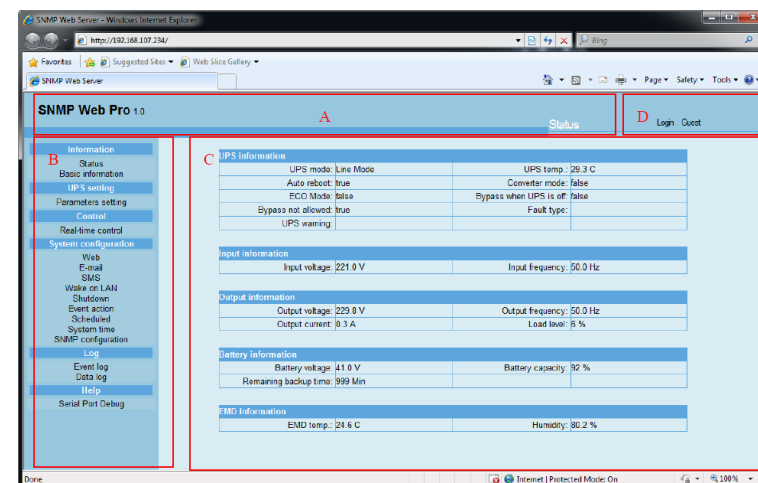 SNMP Web Server - Windows Internet Explorer
http://192.168.107.234/
Bing
Favorites Suggested Sites Web Slice Gallery
SNMP Web Server
Page Safety Tools
SNMP Web Pro 1.0
A
Status
D
Login Guest
B
Information
Status
Basic information
UPS setting
Parameters setting
Control
Real-time control
System configuration
Web
E-mail
SMS
Wake on LAN
Shutdown
Event action
Scheduled
System time
SNMP configuration
Log
Event log
Data log
Help
Serial Port Debug
C
UPS information
UPS mode: Line Mode UPS temp.: 29.3 C
Auto reboot: true Converter mode: false
ECO Mode: false Bypass when UPS is off: false
Bypass not allowed: true Fault type:
UPS warning:
Input information
Input voltage: 221.0 V Input frequency: 50.0 Hz
Output information
Output voltage: 229.8 V Output frequency: 50.0 Hz
Output current: 0.3 A Load level: 6 %
Battery information
Battery voltage: 41.0 V Battery capacity: 92 %
Remaining backup time: 999 Min
EMD information
EMD temp.: 24.6 C Humidity: 80.2 %
Done
Internet | Protected Mode: On
100%